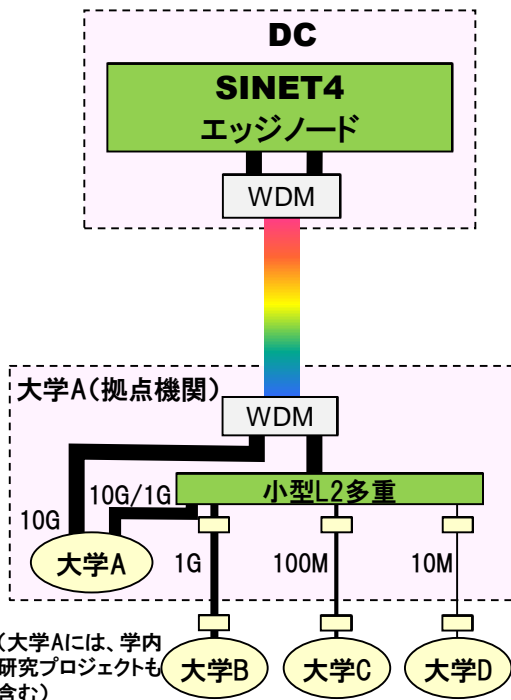 DC
SINET4
エッジノード
WDM
大学A(拠点機関)
WDM
10G/1G
小型L2多重
10G
大学A
1G
100M
10M
(大学Aには、学内
研究プロジェクトも
含む)
大学B
大学C
大学D